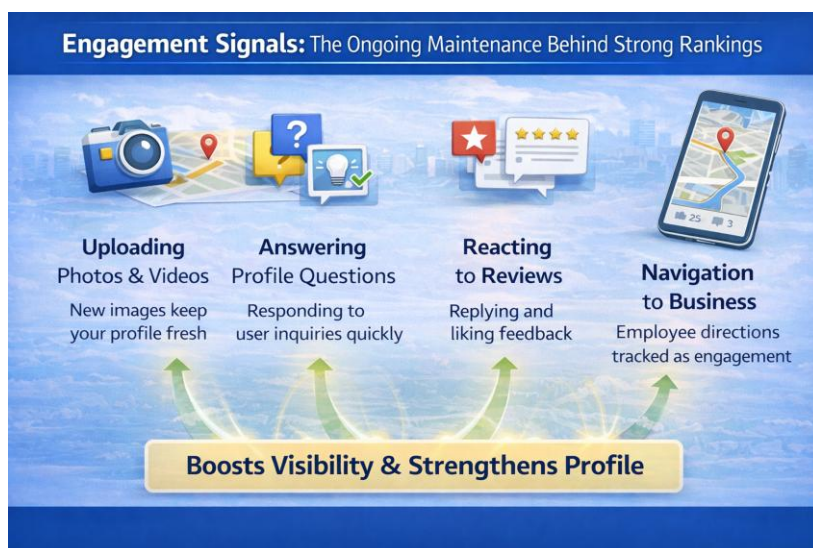 Engagement Signals: The Ongoing Maintenance Behind Strong Rankings
?
?
25 3
Uploading
Photos & Videos
New images keep
your profile fresh
Answering
Profile Questions
Responding to
user inquiries quickly
Reacting
to Reviews
Replying and
liking feedback
Navigation
to Business
Employee directions
tracked as engagement
Boosts Visibility & Strengthens Profile